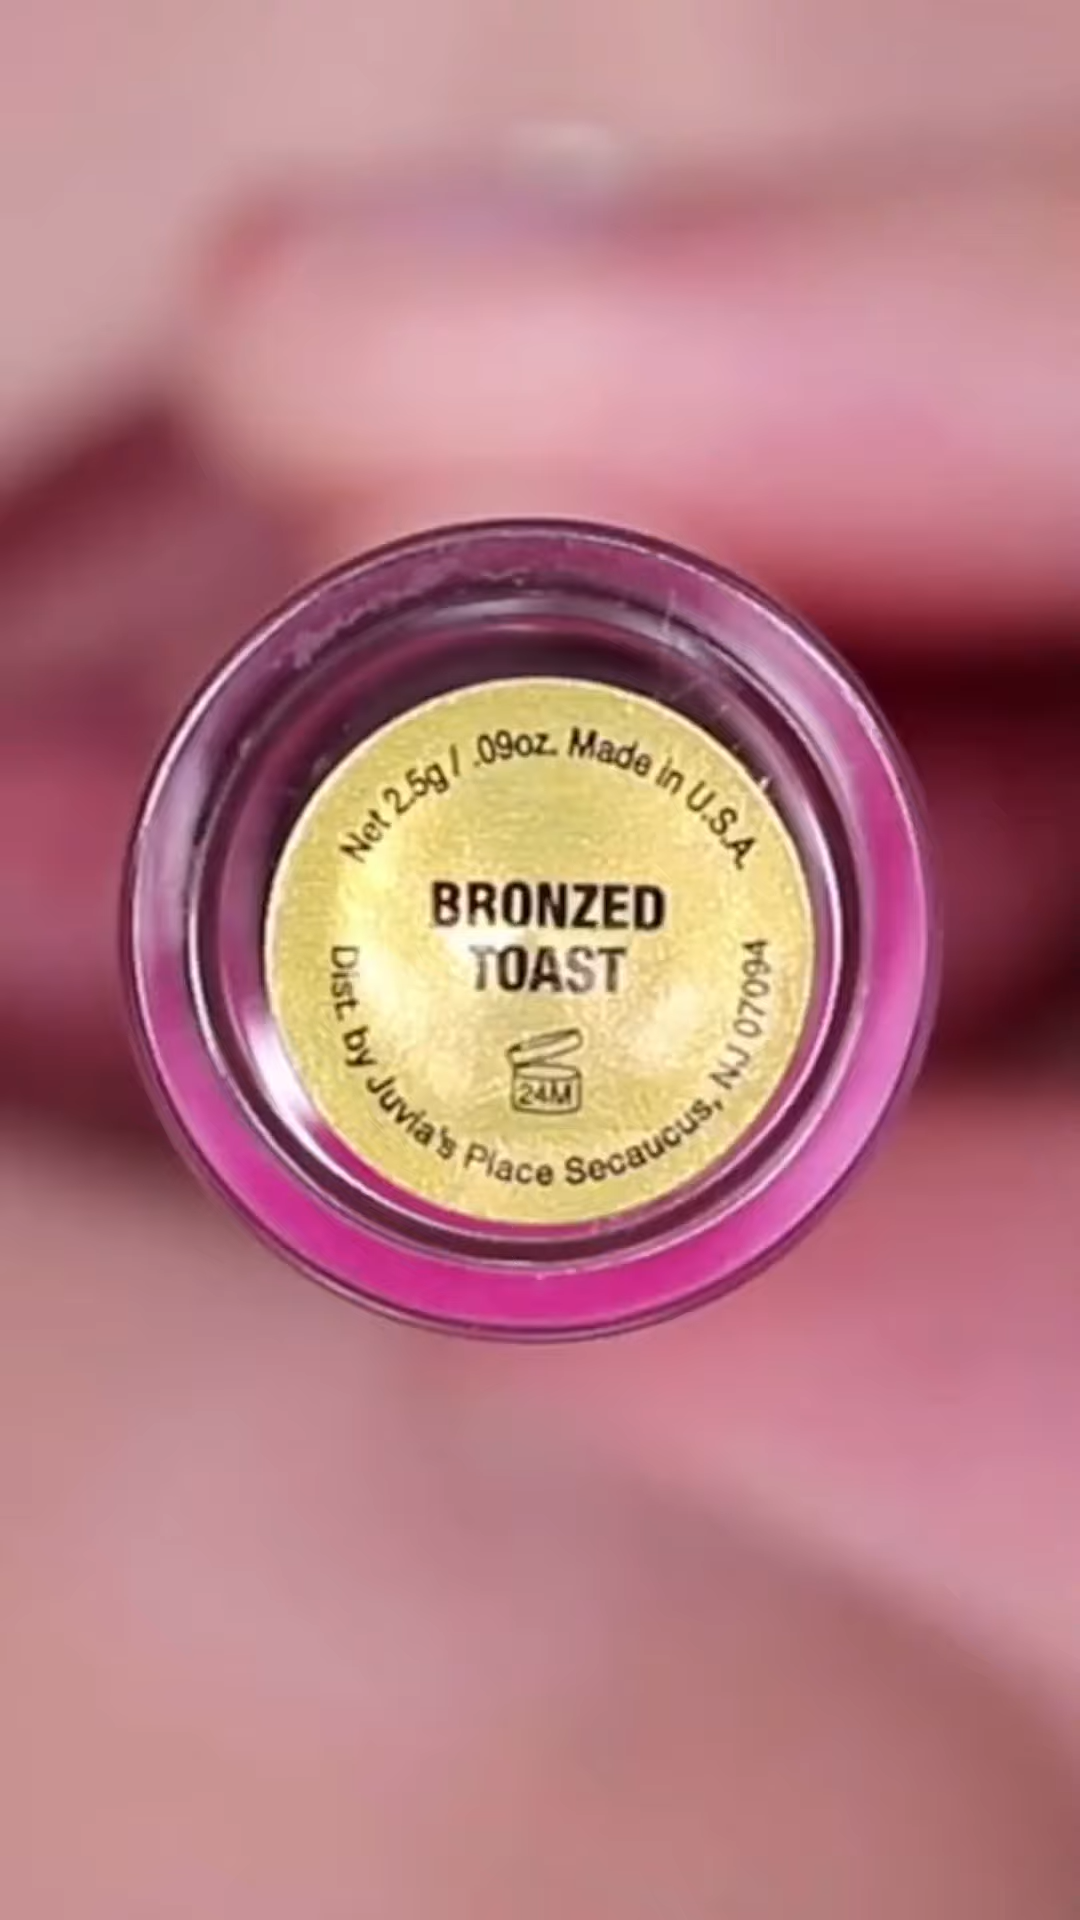 Net 2.5g / .09oz. Made in U.S.A.
BRONZED
TOAST
24M
Dist. by Juvia's Place Secaucus, NJ 07094